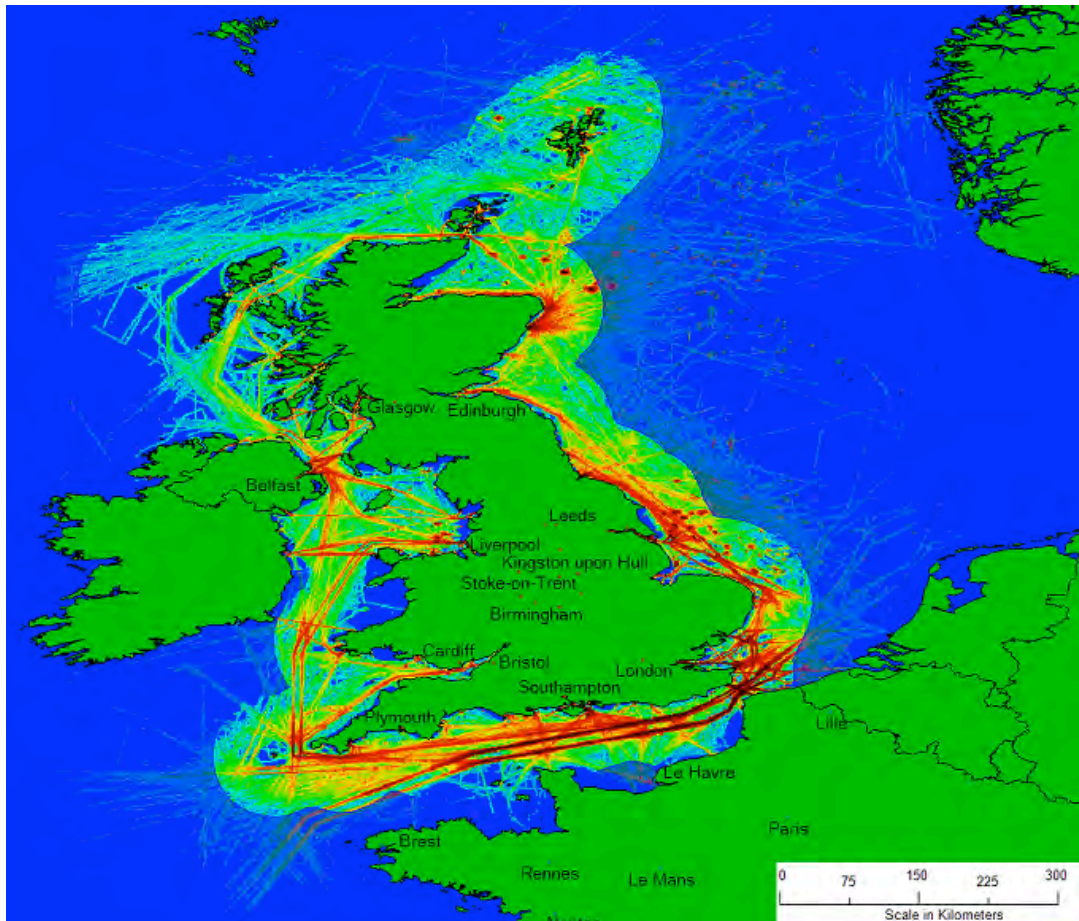 Glasgow
Edinburgh
Belfast
Leeds
Liverpool
Kingston upon Hull
Stoke-on-Trent
Birmingham
Cardiff
Bristol
London
Southampton
Plymouth
Lille
Le Havre
Paris
Brest
Rennes
Le Mans
0 75 150 225 300
Scale in Kilometers